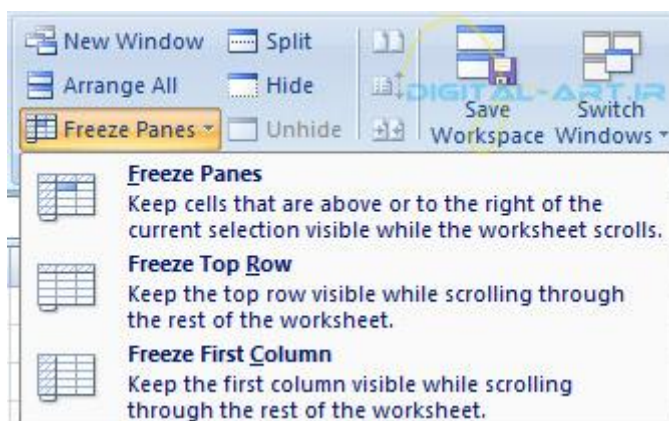 New Window
Split
Arrange All
Hide
Freeze Panes
Unhide
Save
Workspace
Switch
Windows
DIGITAL-ART.IR
Freeze Panes
Keep cells that are above or to the right of the
current selection visible while the worksheet scrolls.
Freeze Top Row
Keep the top row visible while scrolling through
the rest of the worksheet.
Freeze First Column
Keep the first column visible while scrolling
through the rest of the worksheet.